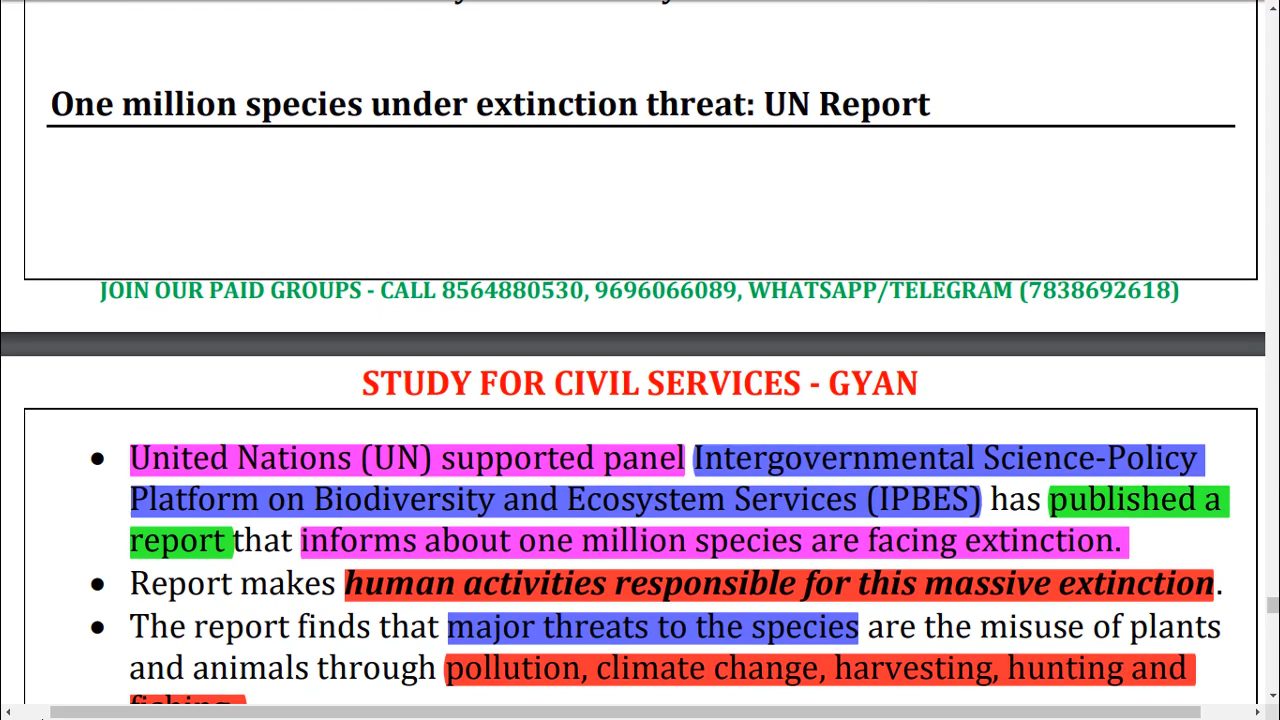 One million species under extinction threat: UN Report
JOIN OUR PAID GROUPS - CALL 8564880530, 9696066089, WHATSAPP/TELEGRAM (7838692618)
STUDY FOR CIVIL SERVICES - GYAN
• United Nations (UN) supported panel Intergovernmental Science-Policy
Platform on Biodiversity and Ecosystem Services (IPBES) has published a
report that informs about one million species are facing extinction.
• Report makes human activities responsible for this massive extinction.
• The report finds that major threats to the species are the misuse of plants
and animals through pollution, climate change, harvesting, hunting and
fishing.